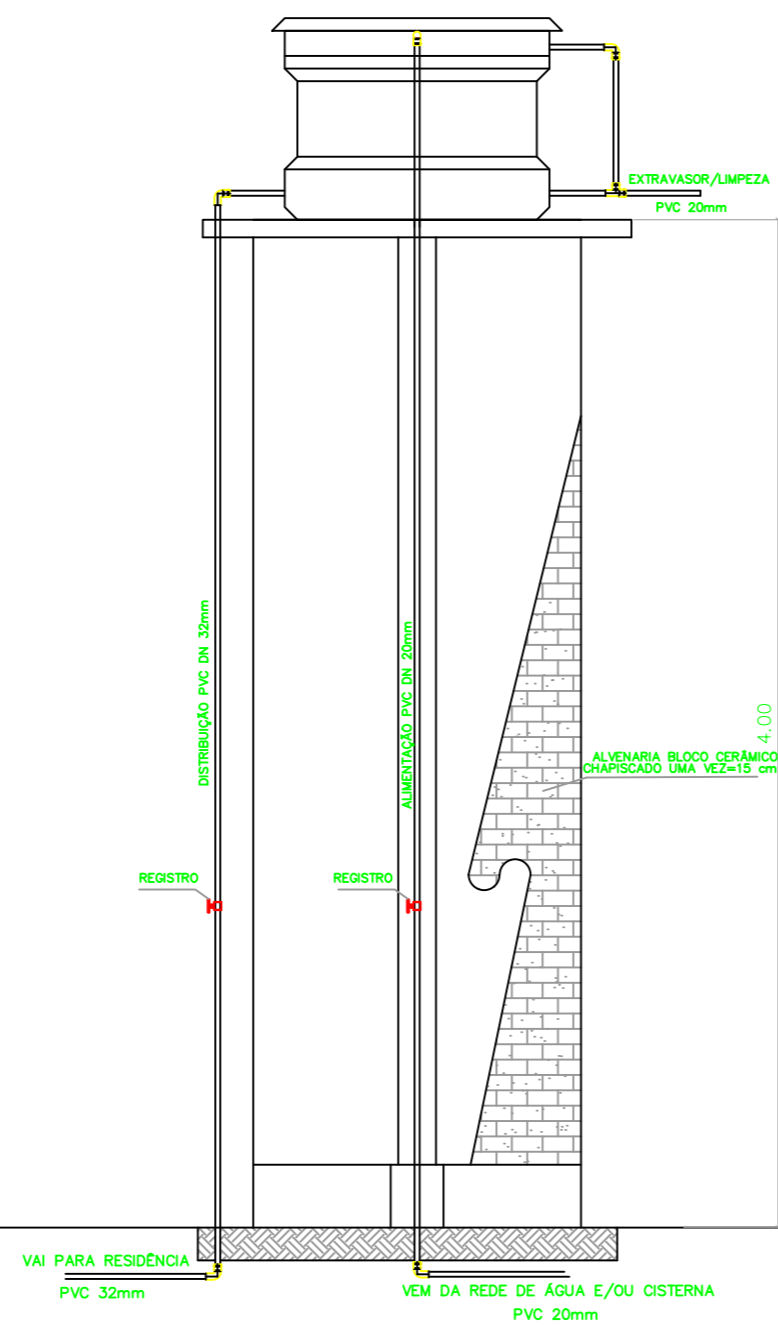 EXTRAVASOR/LIMPEZA
PVC 20mm
DISTRIBUIÇÃO PVC DN 32mm
ALIMENTAÇÃO PVC DN 20mm
4.00
ALVENARIA BLOCO CERÂMICO
CHAPISCADO UMA VEZ=15 cm
REGISTRO
REGISTRO
VAI PARA RESIDÊNCIA
PVC 32mm
VEM DA REDE DE ÁGUA E/OU CISTERNA
PVC 20mm